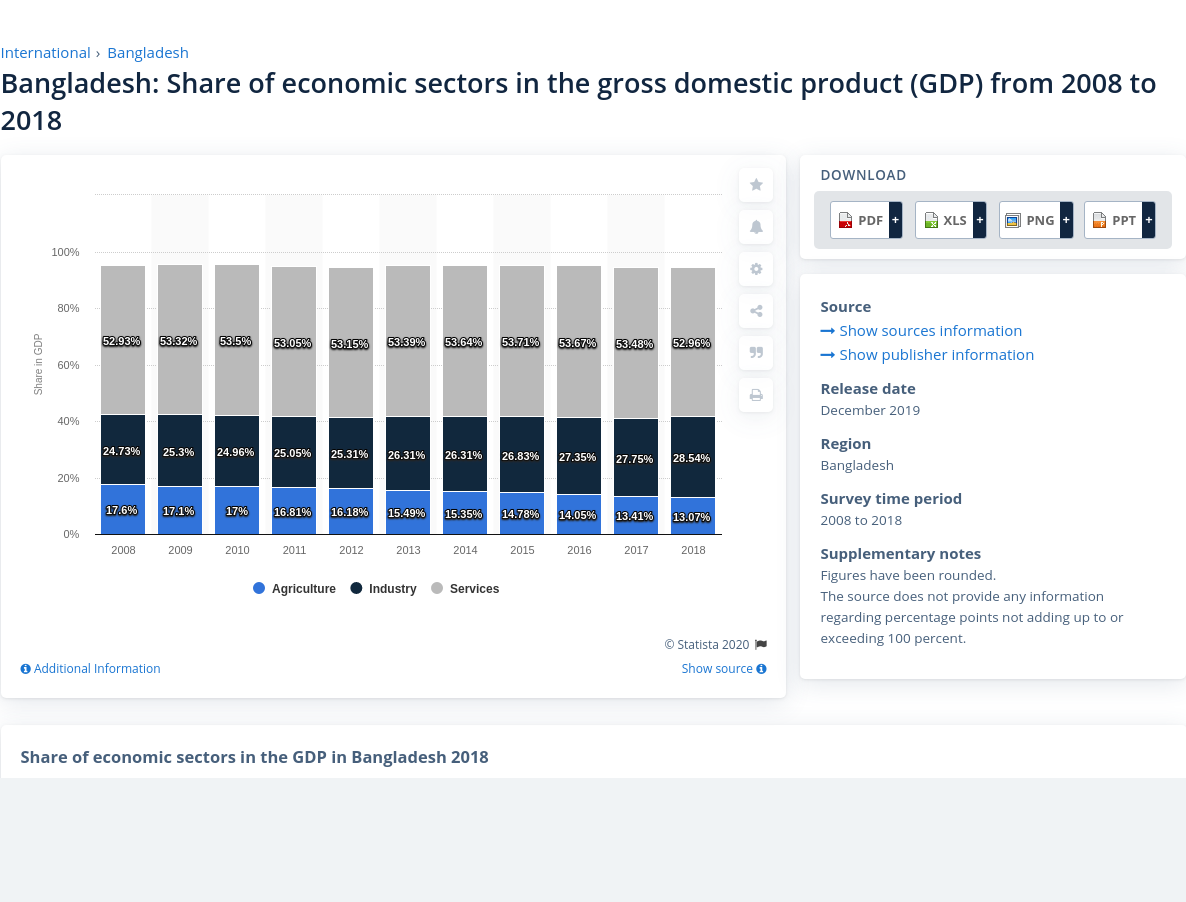 International › Bangladesh
Bangladesh: Share of economic sectors in the gross domestic product (GDP) from 2008 to
2018
DOWNLOAD
PDF +
XLS +
PNG +
PPT +
Share in GDP
100%
80%
60%
40%
20%
0%
52.93% 53.32% 53.5% 53.05% 53.15% 53.39% 53.64% 53.71% 53.67% 53.48% 52.96%
24.73% 25.3% 24.96% 25.05% 25.31% 26.31% 26.31% 26.83% 27.35% 27.75% 28.54%
17.6% 17.1% 17% 16.81% 16.18% 15.49% 15.35% 14.78% 14.05% 13.41% 13.07%
2008 2009 2010 2011 2012 2013 2014 2015 2016 2017 2018
Agriculture Industry Services
© Statista 2020
Additional Information
Show source
Source
Show sources information
Show publisher information
Release date
December 2019
Region
Bangladesh
Survey time period
2008 to 2018
Supplementary notes
Figures have been rounded.
The source does not provide any information
regarding percentage points not adding up to or
exceeding 100 percent.
Share of economic sectors in the GDP in Bangladesh 2018